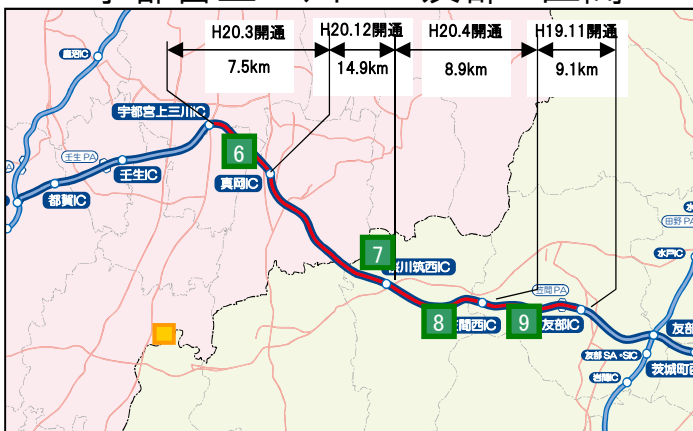 H20.3開通
H20.12開通
H20.4開通
H19.11開通
7.5km
14.9km
8.9km
9.1km
宇都宮上三川IC
6
壬生PA
壬生IC
都賀IC
真岡IC
7
川筑西IC
8
間西IC
9
笠間PA
友部IC
田野PA
水戸IC
友部
友部SA・SIC
岩間IC
茨城町西